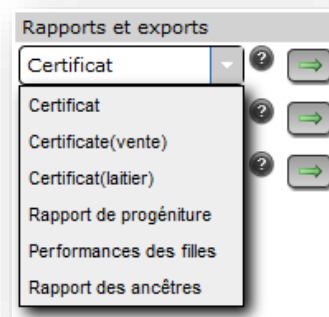 Rapports et exports
Certificat
Certificat
Certificate(vente)
Certificat(laitier)
Rapport de progéniture
Performances des filles
Rapport des ancêtres